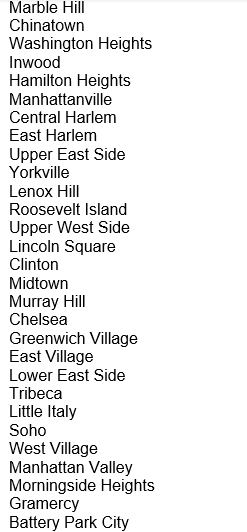 Marble Hill
Chinatown
Washington Heights
Inwood
Hamilton Heights
Manhattanville
Central Harlem
East Harlem
Upper East Side
Yorkville
Lenox Hill
Roosevelt Island
Upper West Side
Lincoln Square
Clinton
Midtown
Murray Hill
Chelsea
Greenwich Village
East Village
Lower East Side
Tribeca
Little Italy
Soho
West Village
Manhattan Valley
Morningside Heights
Gramercy
Battery Park City